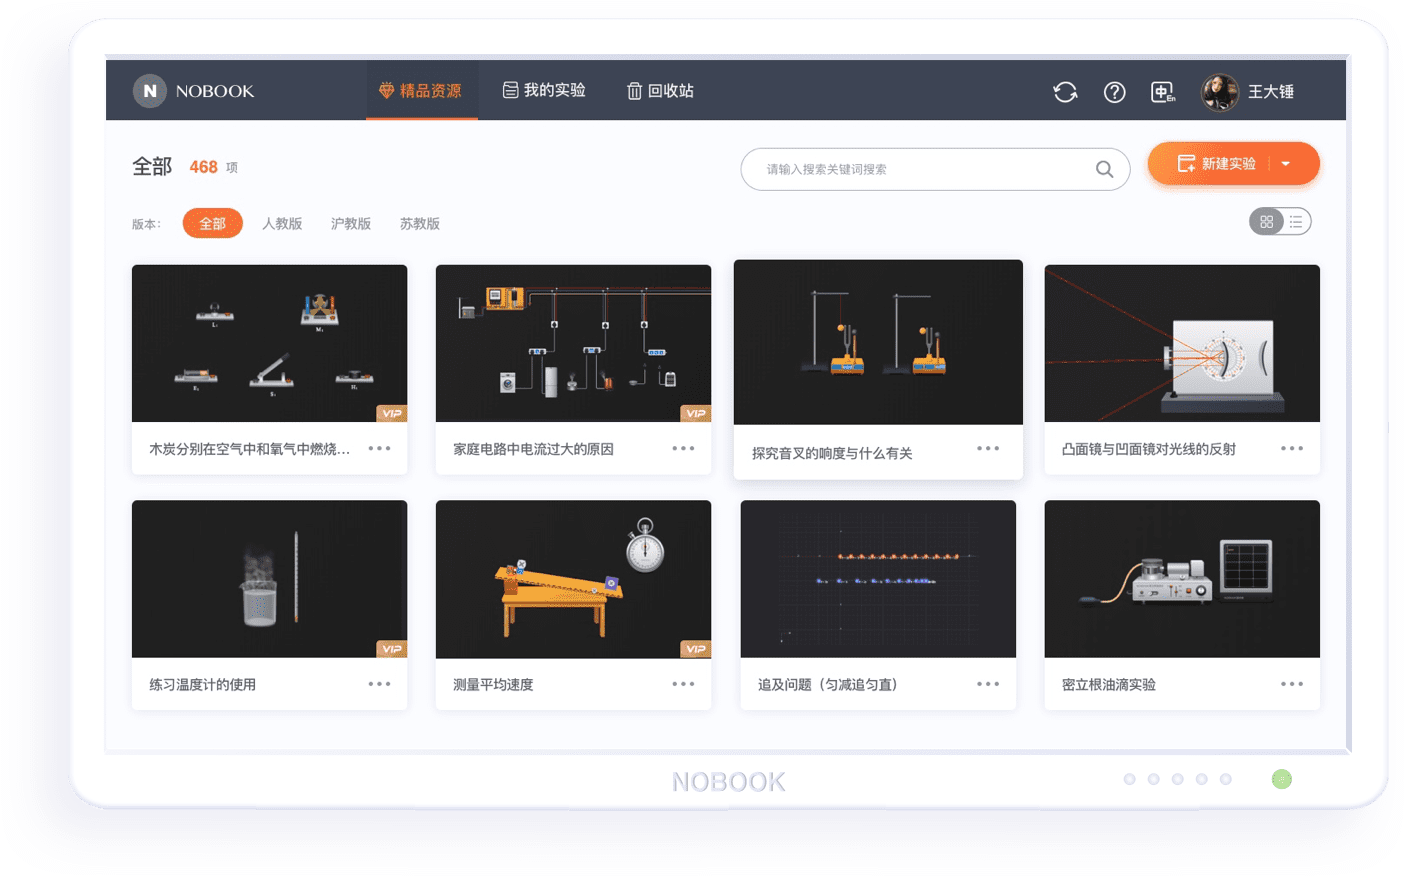 N NOBOOK 精品资源 我的实验 回收站 中En 王大锤
全部 468 项 请输入搜索关键词搜索 新建实验
版本： 全部 人教版 沪教版 苏教版
L₁ M₁
S₁
VIP
VIP
木炭分别在空气中和氧气中燃烧... 家庭电路中电流过大的原因 探究音叉的响度与什么有关 凸面镜与凹面镜对光线的反射
VIP
VIP
练习温度计的使用 测量平均速度 追及问题（匀减追匀直） 密立根油滴实验
NOBOOK